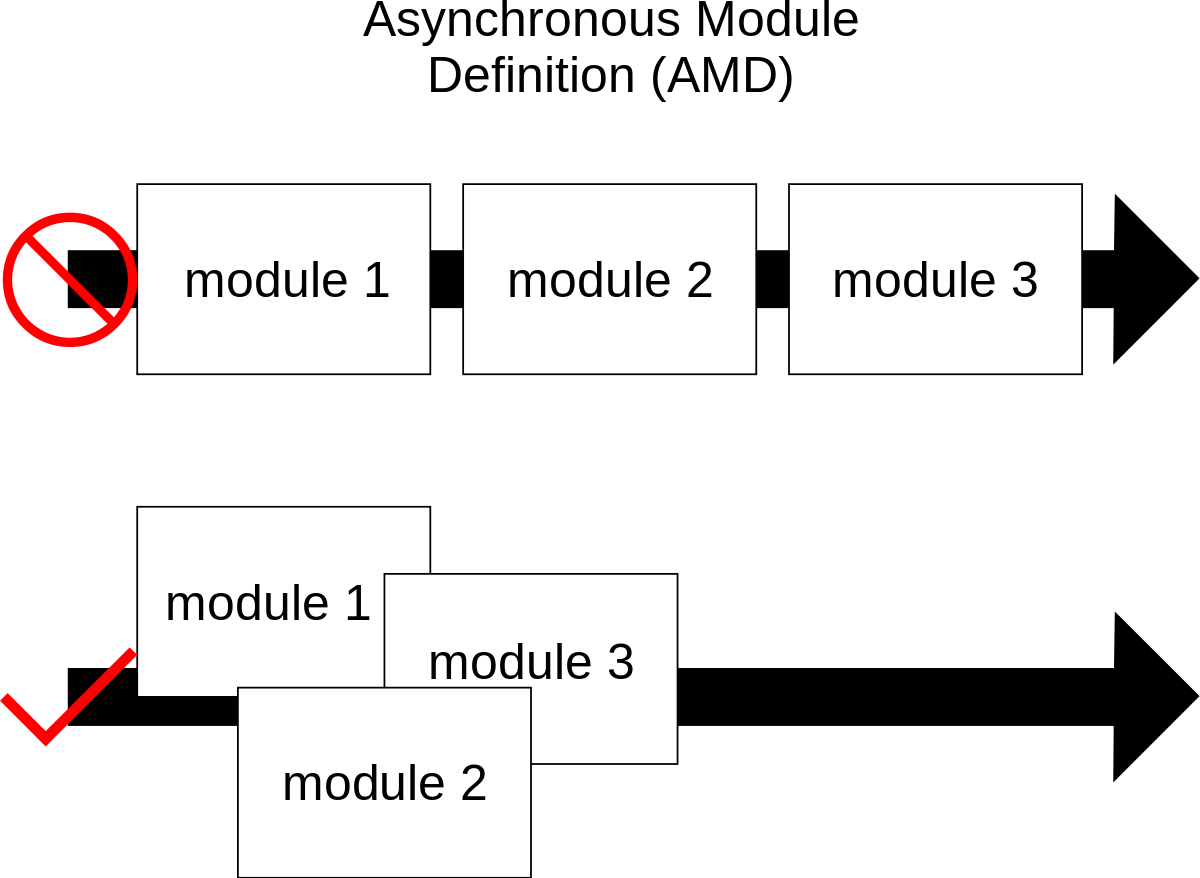 Asynchronous Module
Definition (AMD)
module 1
module 2
module 3
module 1
module 3
module 2